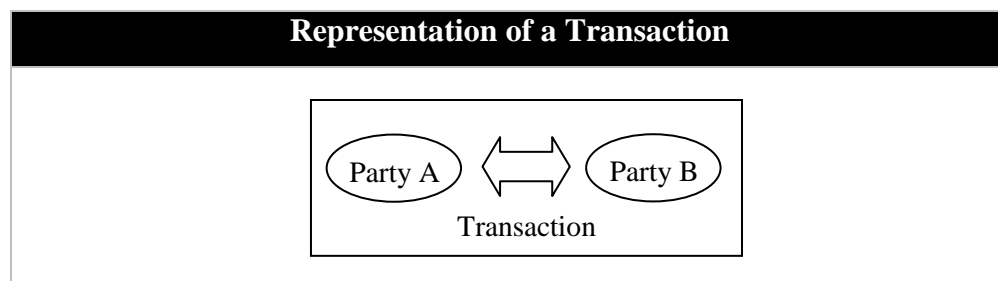 Representation of a Transaction
Party A Party B
Transaction